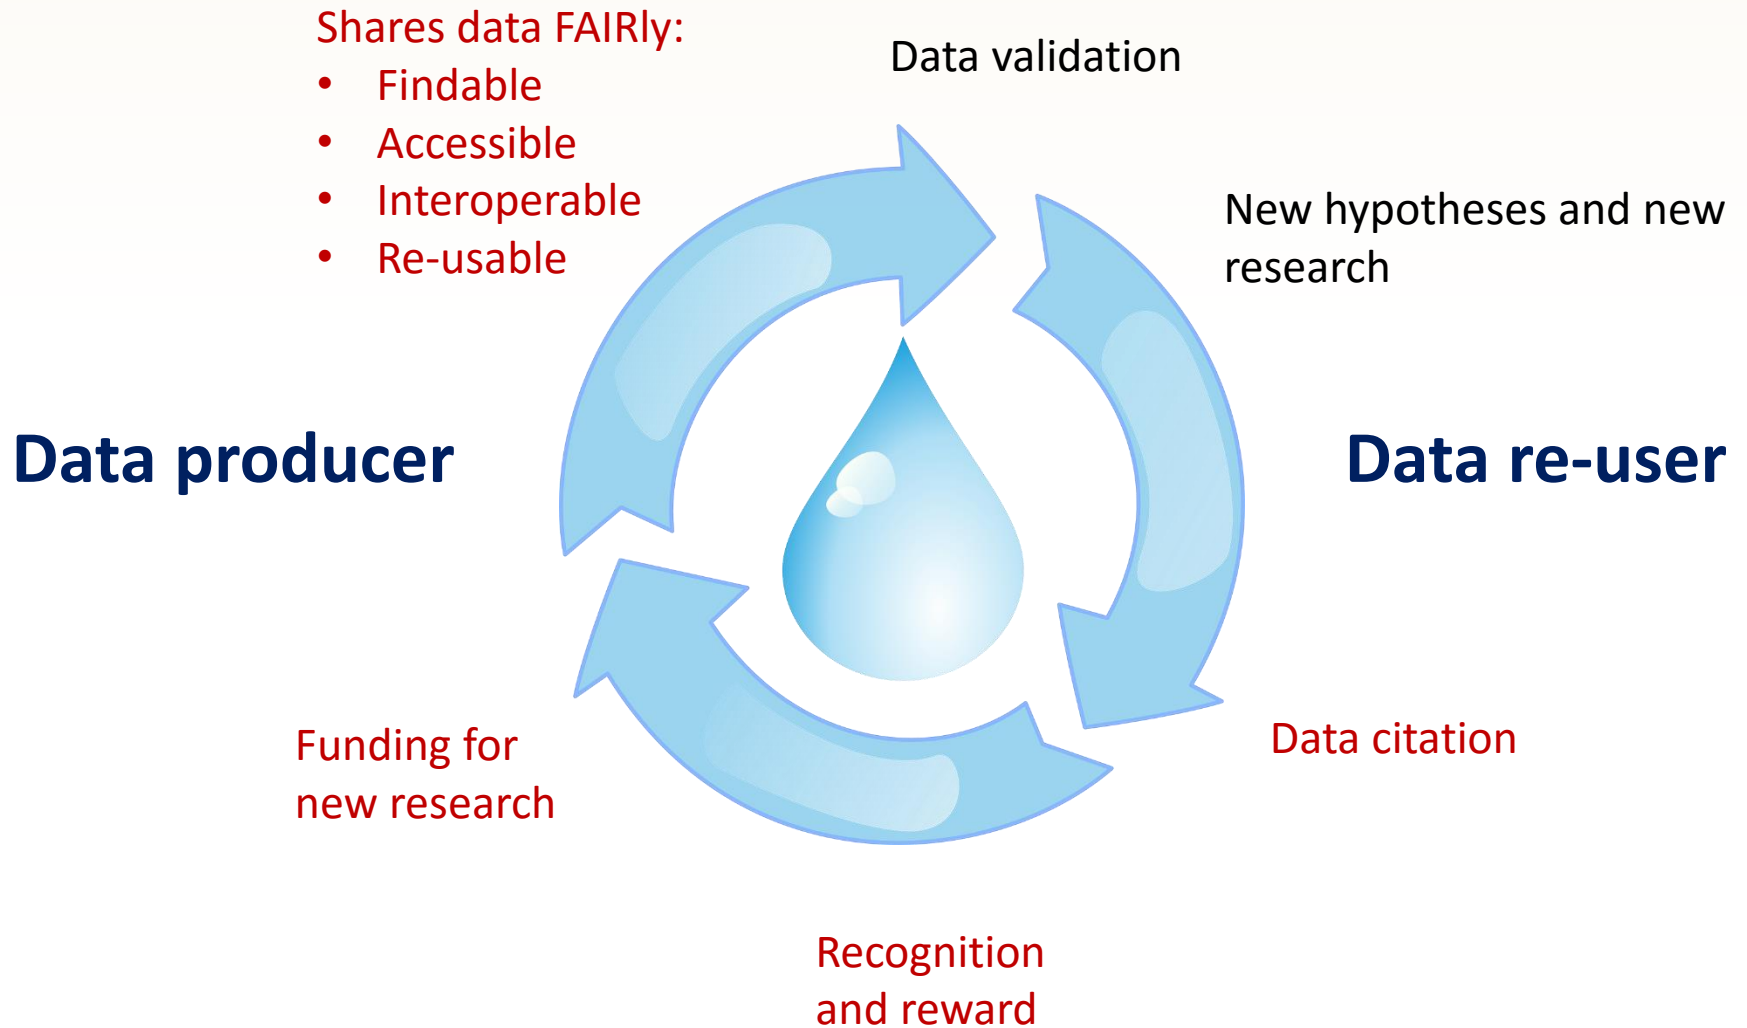 Shares data FAIRly:
• Findable
• Accessible
• Interoperable
• Re-usable
Data validation
New hypotheses and new
research
Data producer
Data re-user
Funding for
new research
Data citation
Recognition
and reward